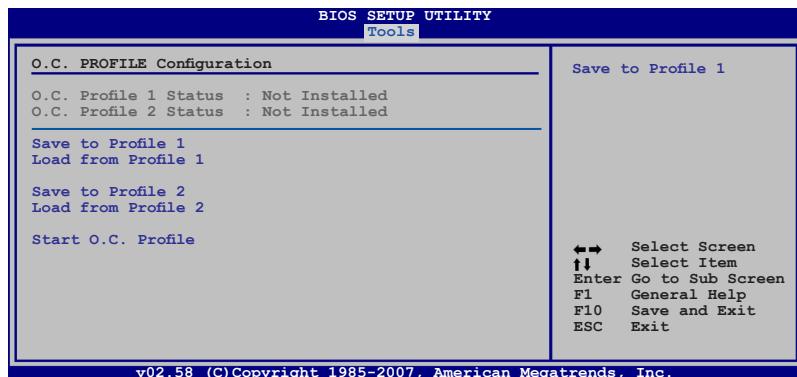 BIOS SETUP UTILITY
Tools
O.C. PROFILE Configuration
O.C. Profile 1 Status : Not Installed
O.C. Profile 2 Status : Not Installed
Save to Profile 1
Load from Profile 1
Save to Profile 2
Load from Profile 2
Start O.C. Profile
Save to Profile 1
←→ Select Screen
↑↓ Select Item
Enter Go to Sub Screen
F1 General Help
F10 Save and Exit
ESC Exit
v02.58 (C)Copyright 1985-2007, American Megatrends, Inc.